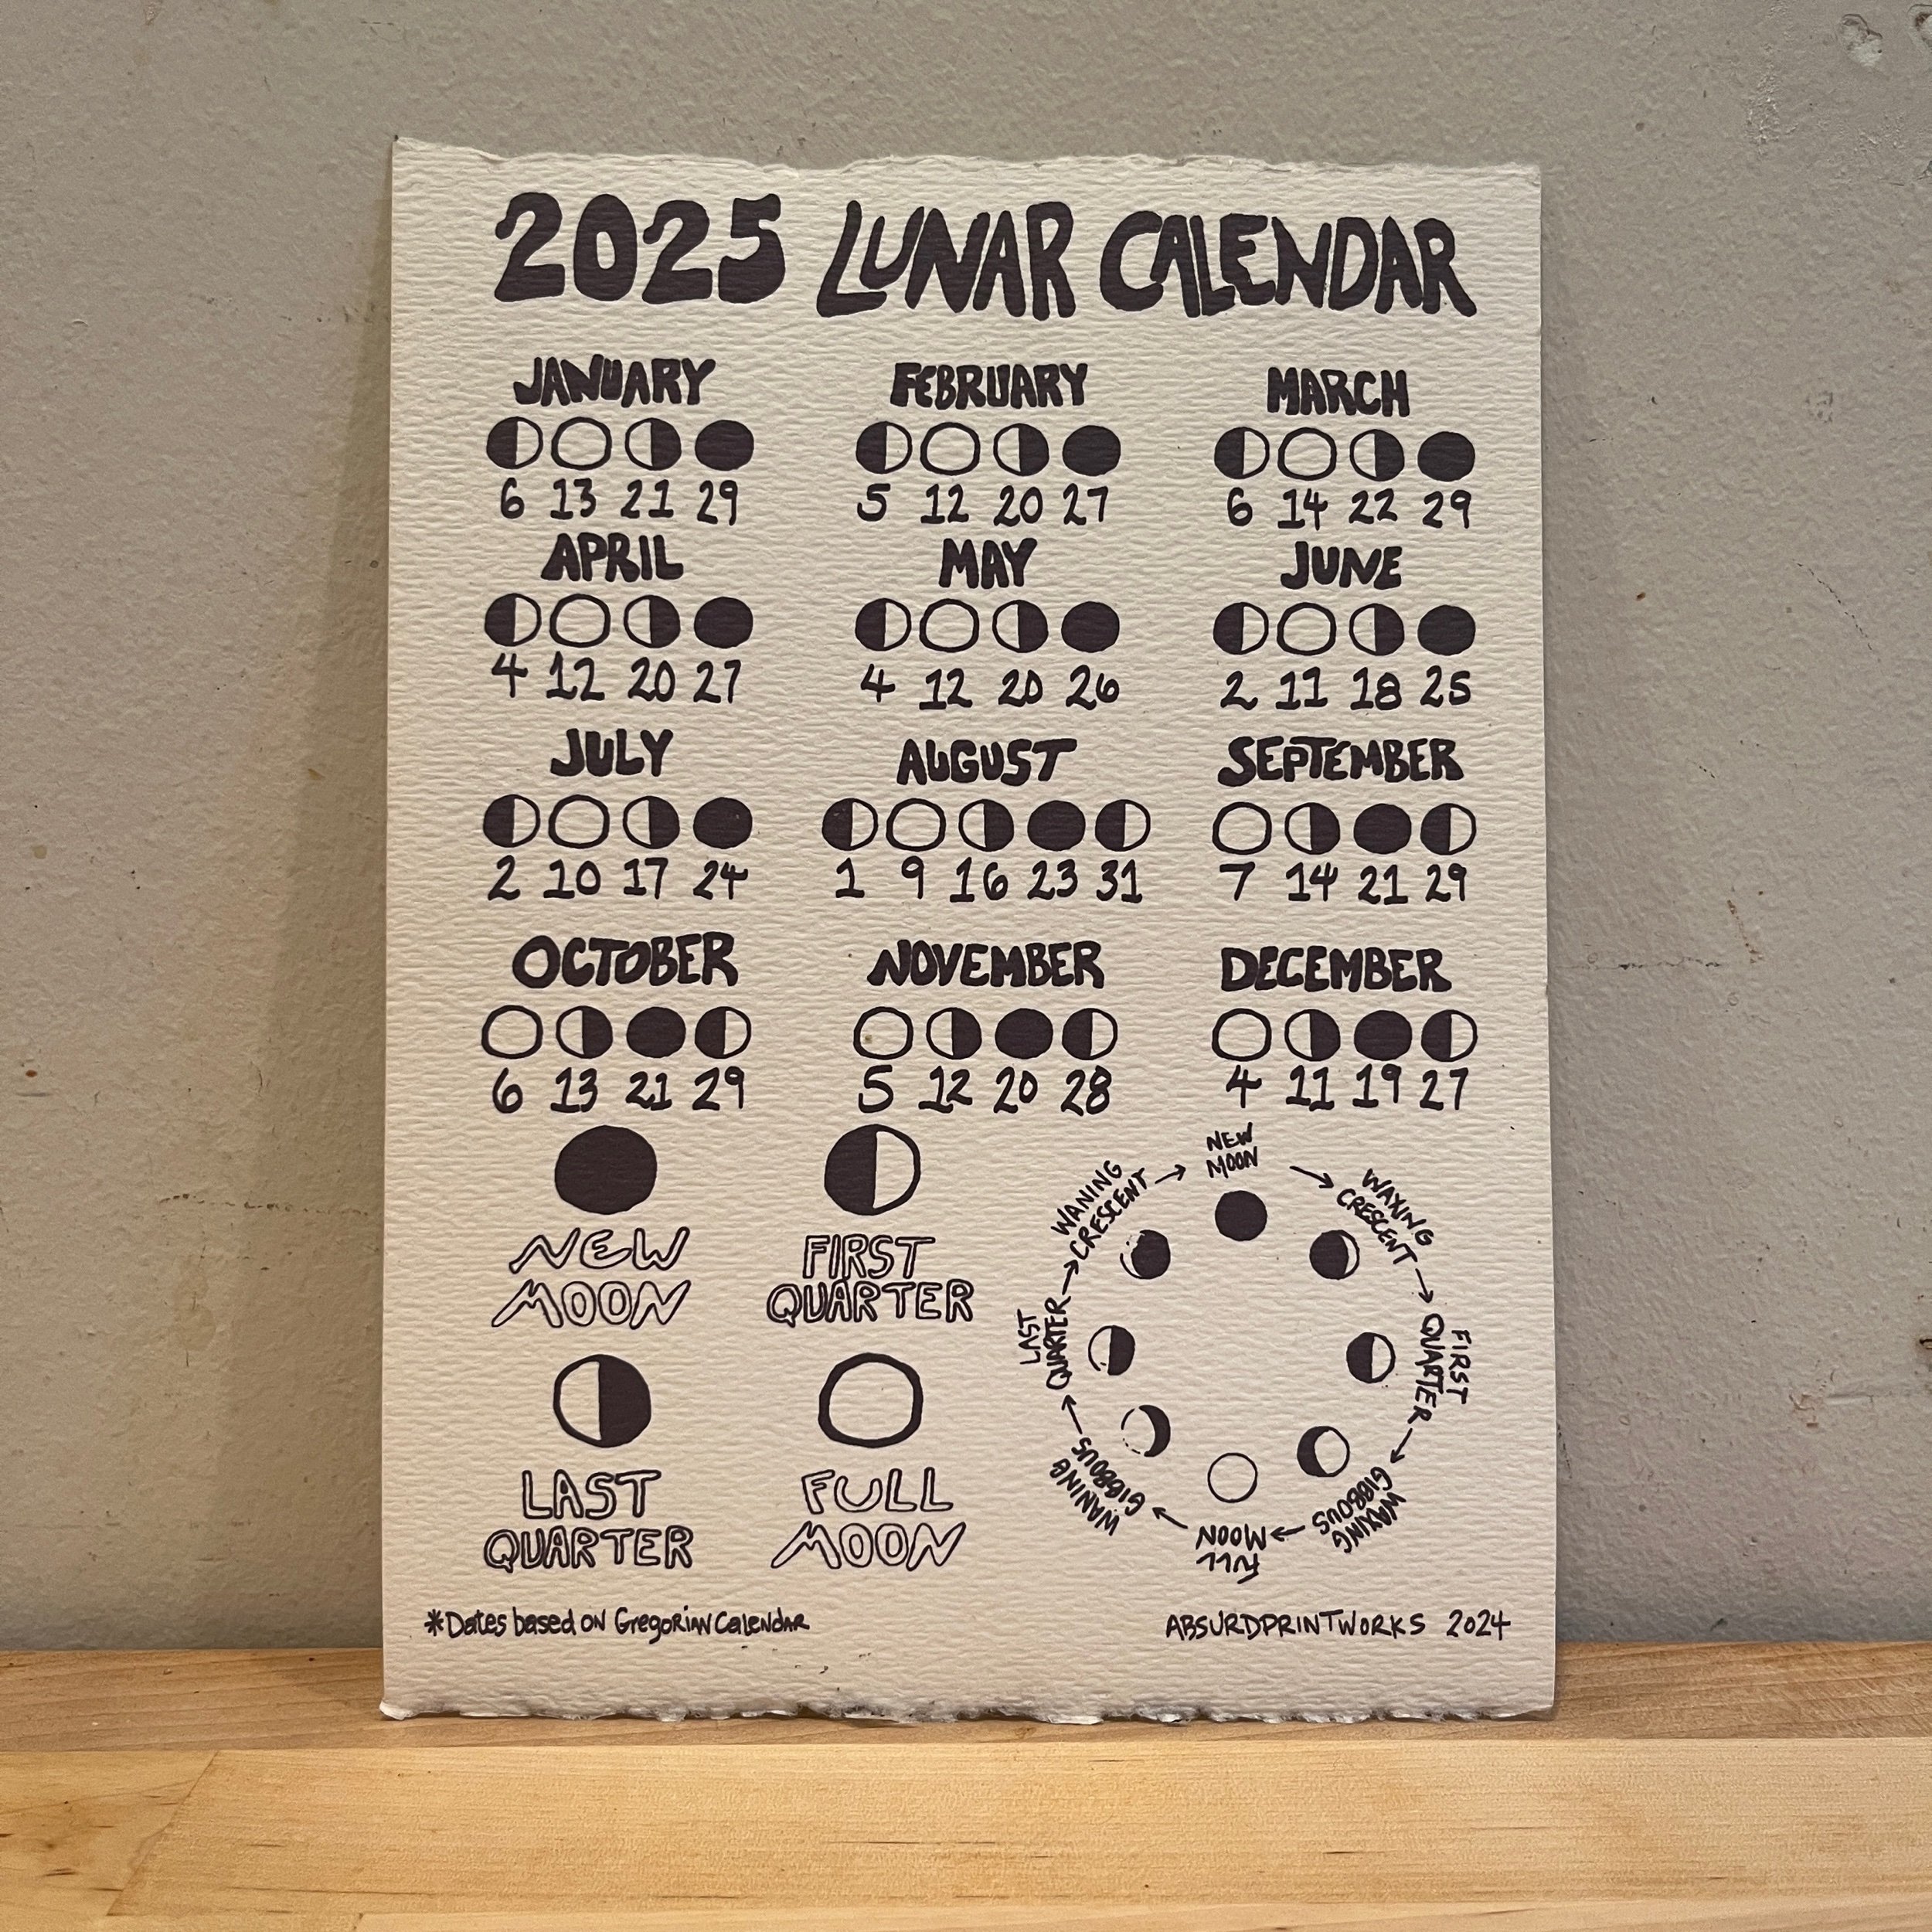 2025 LUNAR CALENDAR
JANUARY FEBRUARY MARCH
6 13 21 29 5 12 20 27 6 14 22 29
APRIL MAY JUNE
4 12 20 27 4 12 20 26 2 11 18 25
JULY AUGUST SEPTEMBER
2 10 17 24 1 9 16 23 31 7 14 21 29
OCTOBER NOVEMBER DECEMBER
6 13 21 29 5 12 20 28 4 11 19 27
NEW
MOON
FIRST
QUARTER
LAST
QUARTER
FULL
MOON
NEW
MOON
WAXING
CRESCENT
FIRST
QUARTER
WAXING
GIBBOUS
FULL
MOON
WANING
GIBBOUS
LAST
QUARTER
WANING
CRESCENT
*Dates based on Gregorian Calendar
ABSURDPRINTWORKS 2024